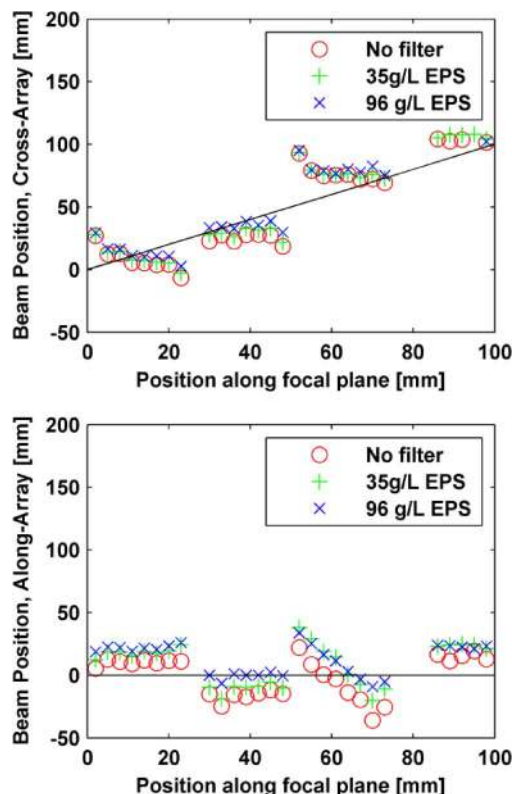 200
150
100
50
0
-50
0 20 40 60 80 100
Beam Position, Cross-Array [mm]
Position along focal plane [mm]
No filter
35g/L EPS
96 g/L EPS
200
150
100
50
0
-50
0 20 40 60 80 100
Beam Position, Along-Array [mm]
Position along focal plane [mm]
No filter
35g/L EPS
96 g/L EPS